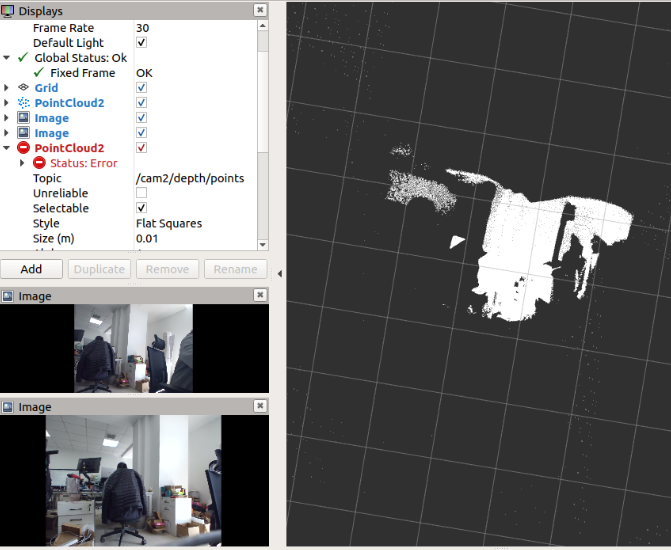 Displays
Frame Rate 30
Default Light
Global Status: Ok
Fixed Frame OK
Grid
PointCloud2
Image
Image
PointCloud2
Status: Error
Topic /cam2/depth/points
Unreliable
Selectable
Style Flat Squares
Size (m) 0.01
Add Duplicate Remove Rename
Image
Image